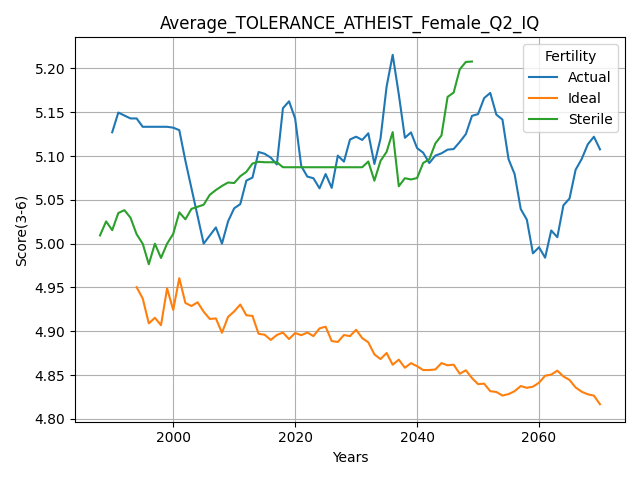 Average_TOLERANCE_ATHEIST_Female_Q2_IQ
Fertility
Actual
Ideal
Sterile
Score(3-6)
5.20
5.15
5.10
5.05
5.00
4.95
4.90
4.85
4.80
2000 2020 2040 2060
Years